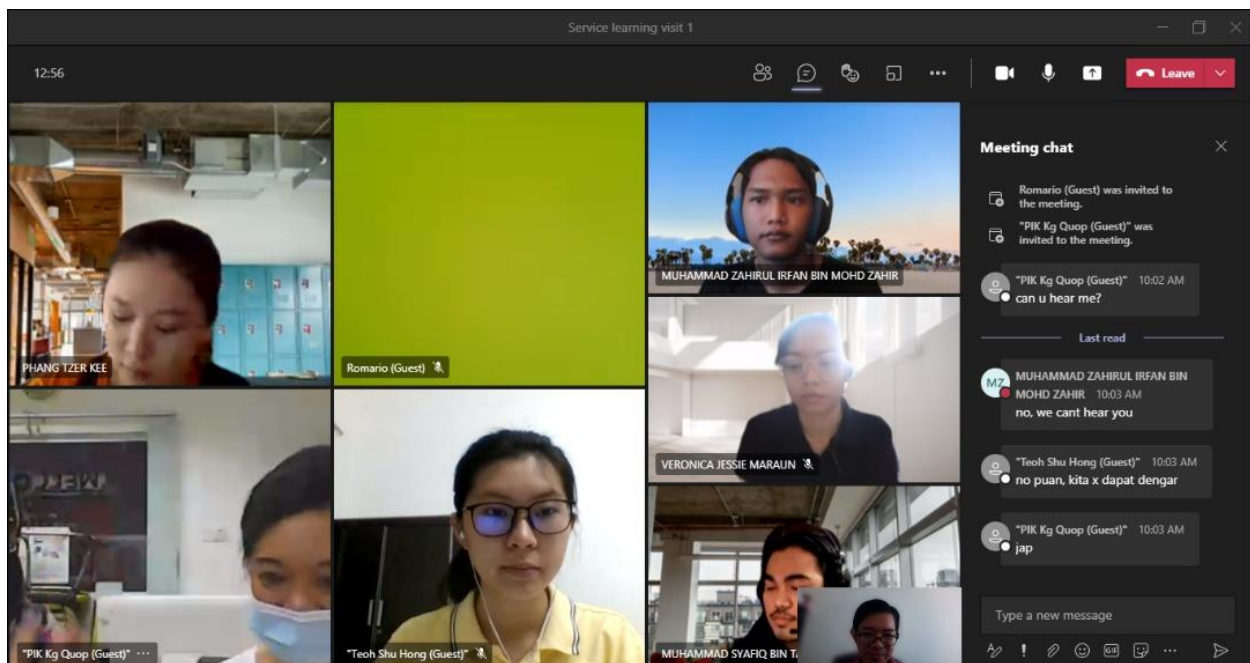 Service learning visit 1
12:56
Leave
PHANG TZER KEE
Romario (Guest)
MUHAMMAD ZAHIRUL IRFAN BIN MOHD ZAHIR
VERONICA JESSIE MARAUN
"PIK Kg Quop (Guest)" ...
"Teoh Shu Hong (Guest)"
MUHAMMAD SYAFIQ BIN
Meeting chat
Romario (Guest) was invited to
the meeting.
"PIK Kg Quop (Guest)" was
invited to the meeting.
"PIK Kg Quop (Guest)" 10:02 AM
can u hear me?
Last read
MZ
MUHAMMAD ZAHIRUL IRFAN BIN
MOHD ZAHIR 10:03 AM
no, we cant hear you
"Teoh Shu Hong (Guest)" 10:03 AM
no puan, kita x dapat dengar
"PIK Kg Quop (Guest)" 10:03 AM
jap
Type a new message
GIF